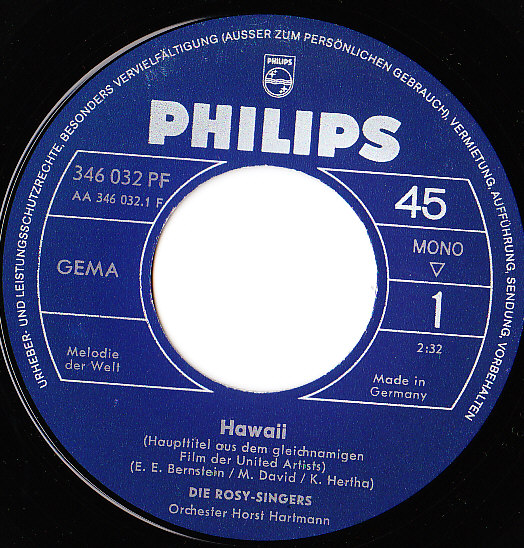 URHEBER- UND LEISTUNGSSCHUTZRECHTE, BESONDERS VERVIELFÄLTIGUNG (AUSSER ZUM PERSÖNLICHEN GEBRAUCH), VERMIETUNG, AUFFÜHRUNG, SENDUNG, VORBEHALTEN
PHILIPS
PHILIPS
346 032 PF
AA 346 032.1 F
GEMA
Melodie
der Welt
45
MONO
1
2:32
Made in
Germany
Hawaii
(Haupttitel aus dem gleichnamigen
Film der United Artists)
(E. E. Bernstein / M. David / K. Hertha)
DIE ROSY-SINGERS
Orchester Horst Hartmann